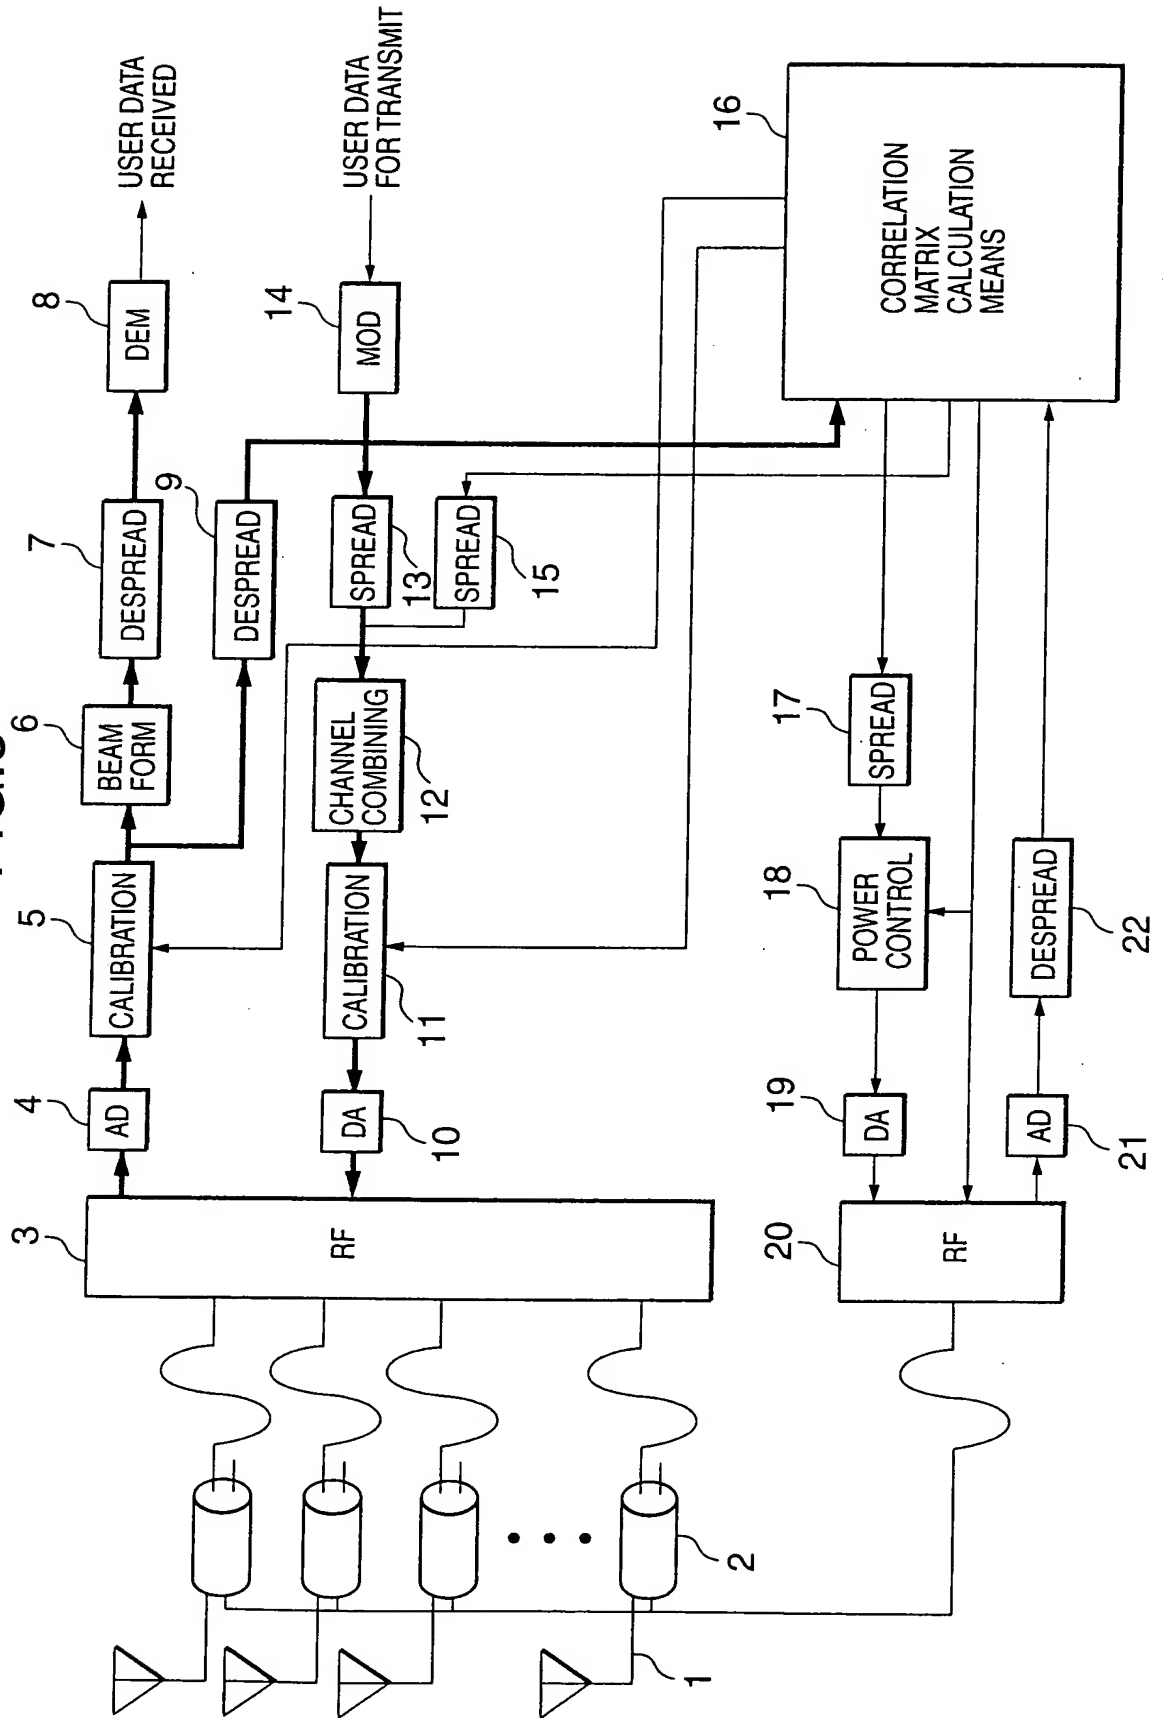 3
4
5
6
7
8
RF
AD
CALIBRATION
BEAM
FORM
DESPREAD
DEM
USER DATA
RECEIVED
9
DESPREAD
14
DA
CALIBRATION
CHANNEL
COMBINING
SPREAD
MOD
USER DATA
FOR TRANSMIT
10
11
12
13
SPREAD
15
1
2
16
CORRELATION
MATRIX
CALCULATION
MEANS
20
19
18
17
RF
DA
POWER
CONTROL
SPREAD
AD
DESPREAD
21
22